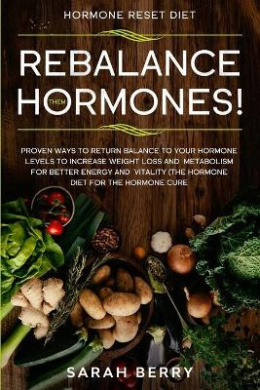 HORMONE RESET DIET
REBALANCE
THEM
HORMONES!
PROVEN WAYS TO RETURN BALANCE TO YOUR HORMONE
LEVELS TO INCREASE WEIGHT LOSS AND METABOLISM
FOR BETTER ENERGY AND VITALITY (THE HORMONE
DIET FOR THE HORMONE CURE
SARAH BERRY